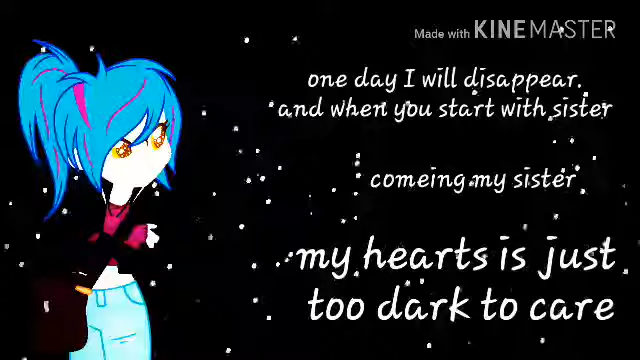 Made with KINEMASTER
one day I will disappear.
and when you start with sister
comeing my sister
my hearts is just
too dark to care